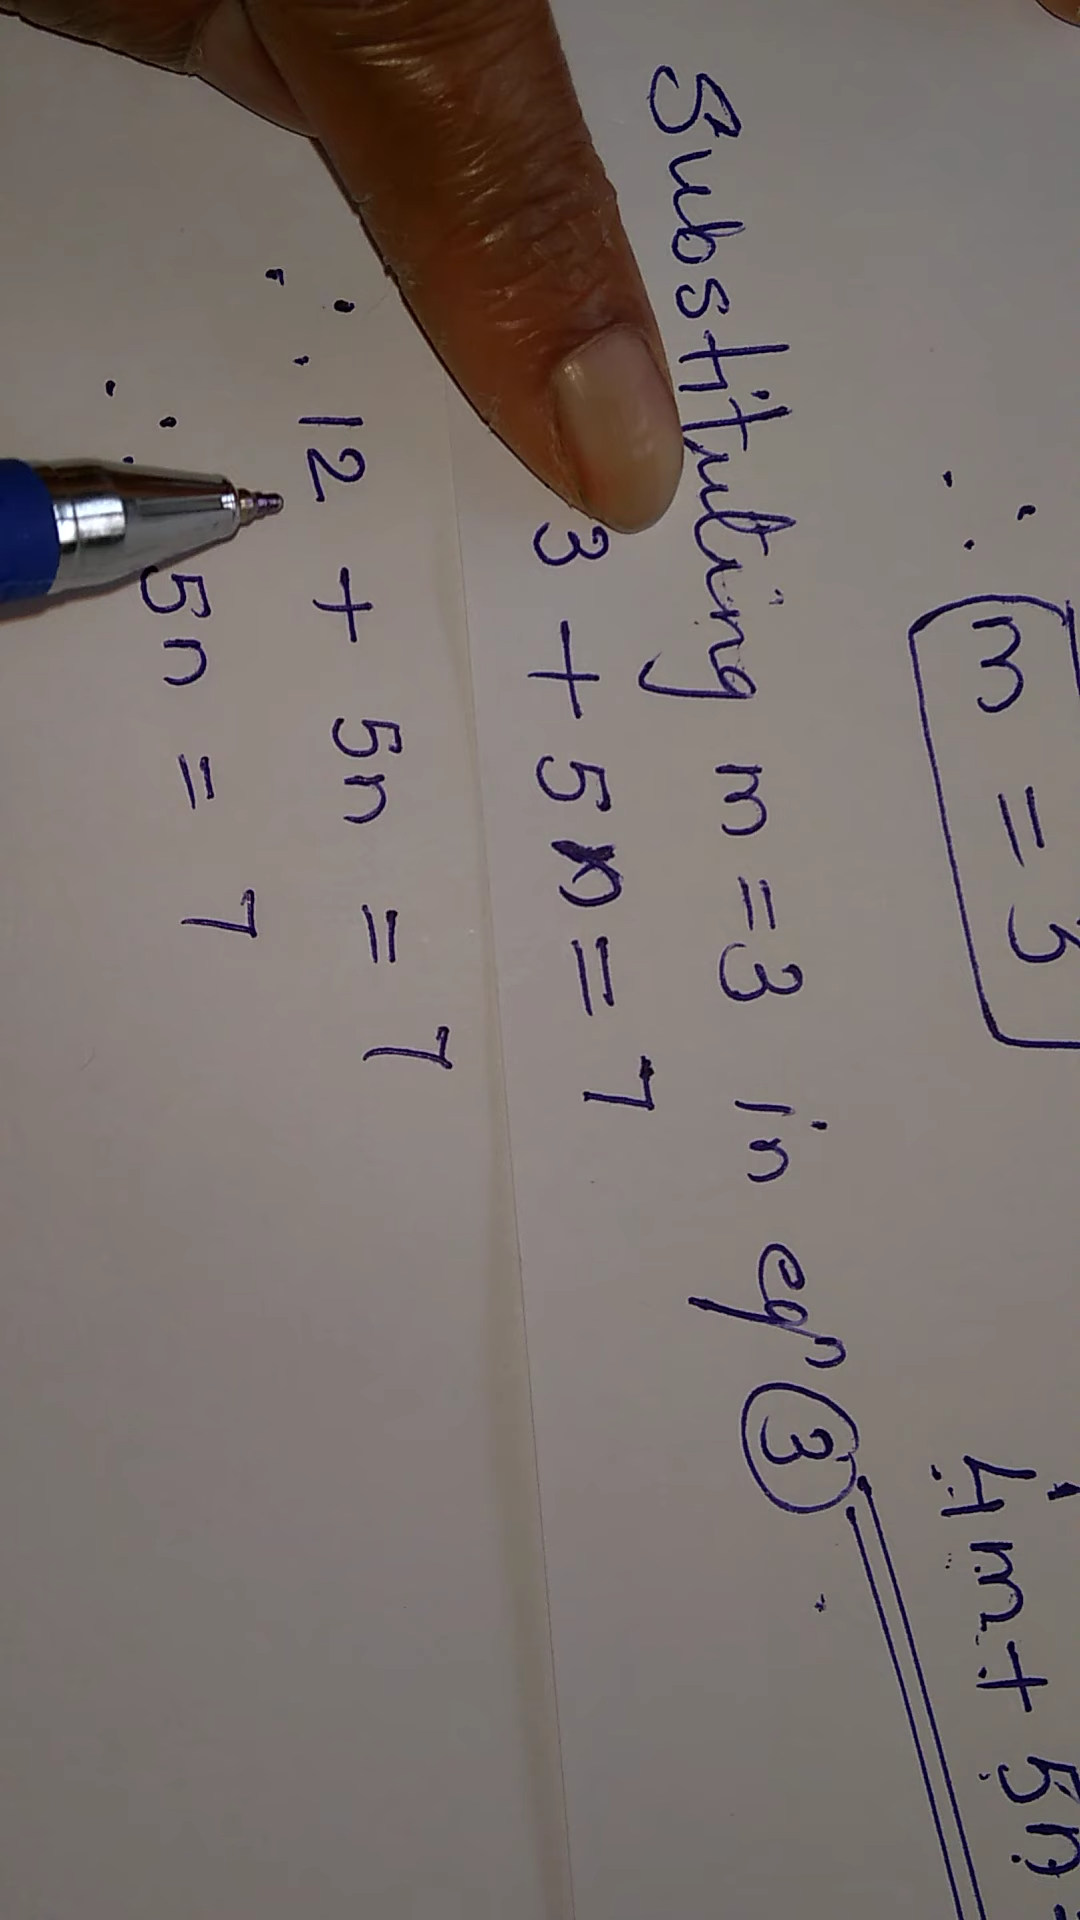 ∴ m = 3
4m + 5n =
Substituting m = 3 in eqⁿ ③
3 + 5n = 7
∴ 12 + 5n = 7
∴ 5n = 7